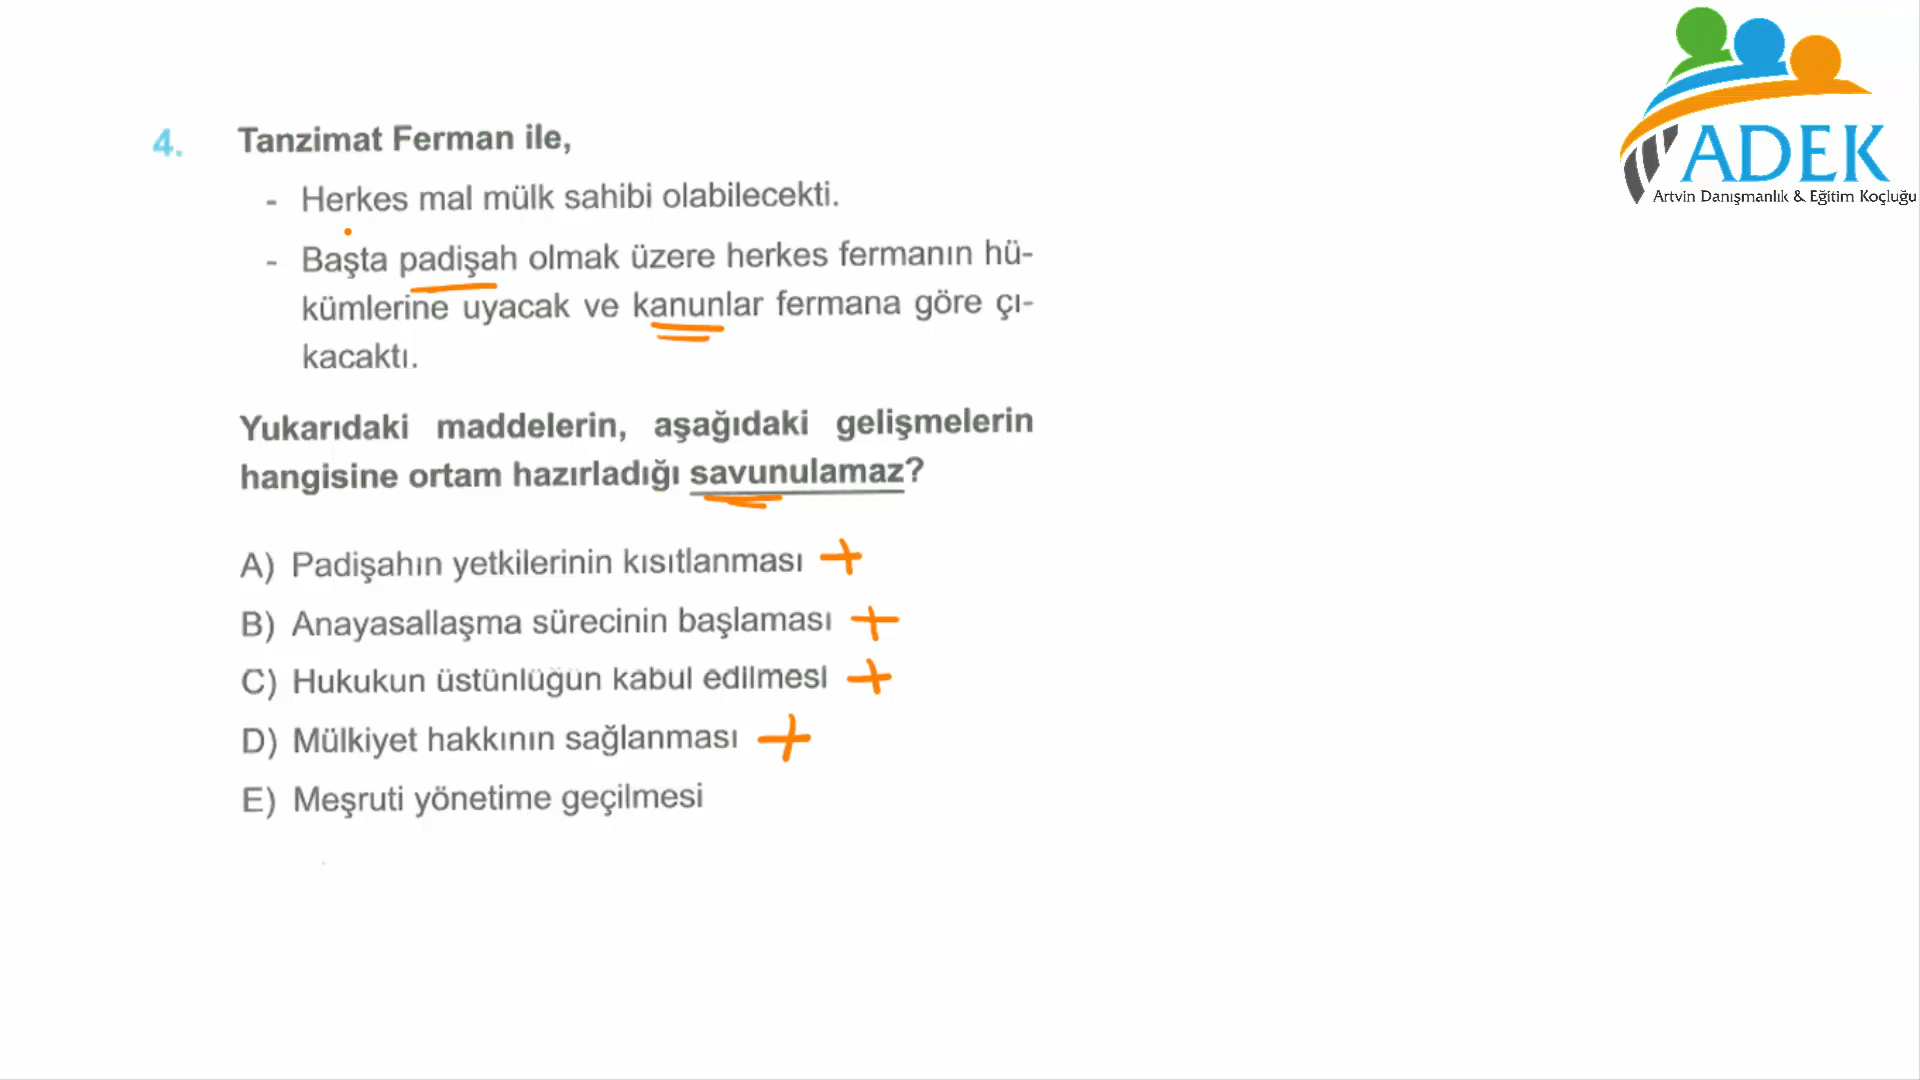 ADEK
Artvin Danışmanlık & Eğitim Koçluğu
4. Tanzimat Ferman ile,
- Herkes mal mülk sahibi olabilecekti.
- Başta padişah olmak üzere herkes fermanın hü-
kümlerine uyacak ve kanunlar fermana göre çı-
kacaktı.
Yukarıdaki maddelerin, aşağıdaki gelişmelerin
hangisine ortam hazırladığı savunulamaz?
A) Padişahın yetkilerinin kısıtlanması +
B) Anayasallaşma sürecinin başlaması +
C) Hukukun üstünlüğün kabul edilmesi +
D) Mülkiyet hakkının sağlanması +
E) Meşruti yönetime geçilmesi